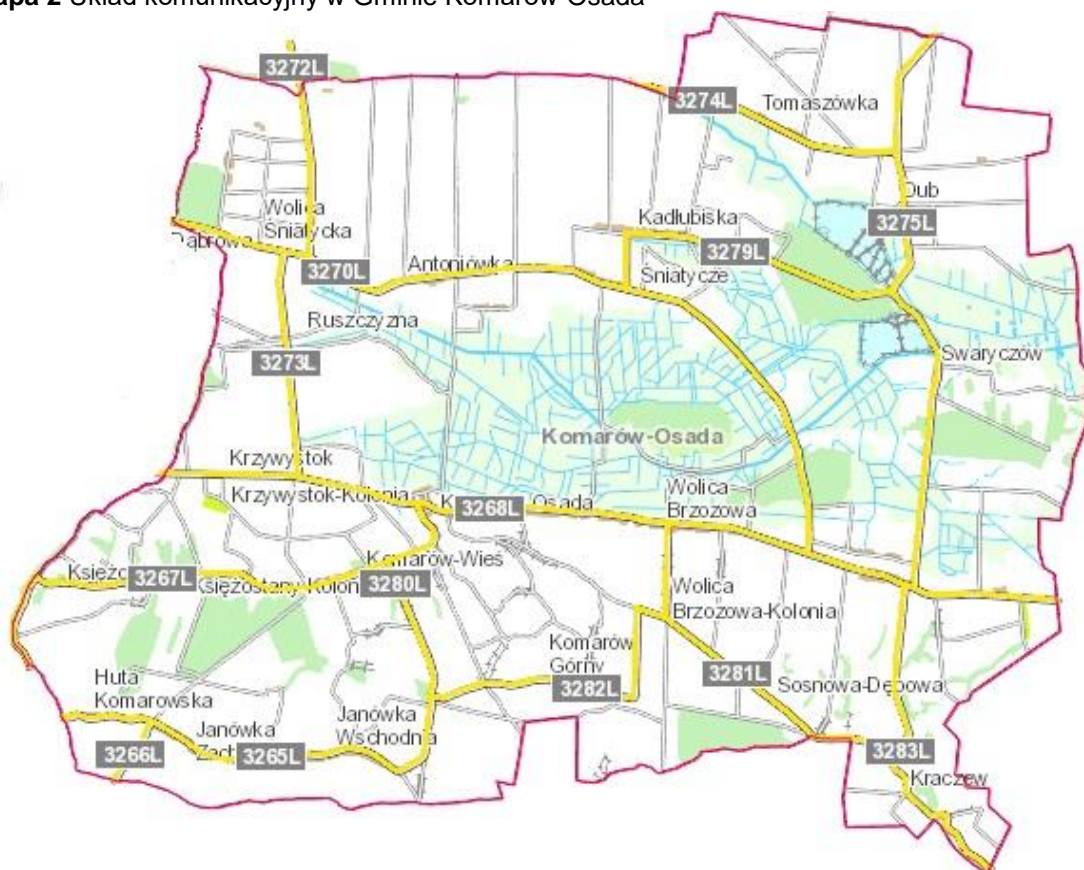 apa 2 Układ komunikacyjny w Gminie Komarów-Osada
3272L
3274L
Tomaszówka
Wolica
Śniatycka
Dąbrowa
Kadłubiska
Dub
3275L
3279L
3270L
Antoniówka
Śniatycze
Ruszczyzna
3273L
Swaryczów
Komarów-Osada
Krzywystok
Krzywystok-Kolonia
Osada
3268L
Wolica
Brzozowa
Komarów-Wieś
3267L
3280L
Wolica
Brzozowa-Kolonia
Komarów
Górny
3282L
3281L
Sosnowa-Dębowa
Huta
Komarowska
Janówka
3266L
3265L
Janówka
Wschodnia
3283L
Kraczew